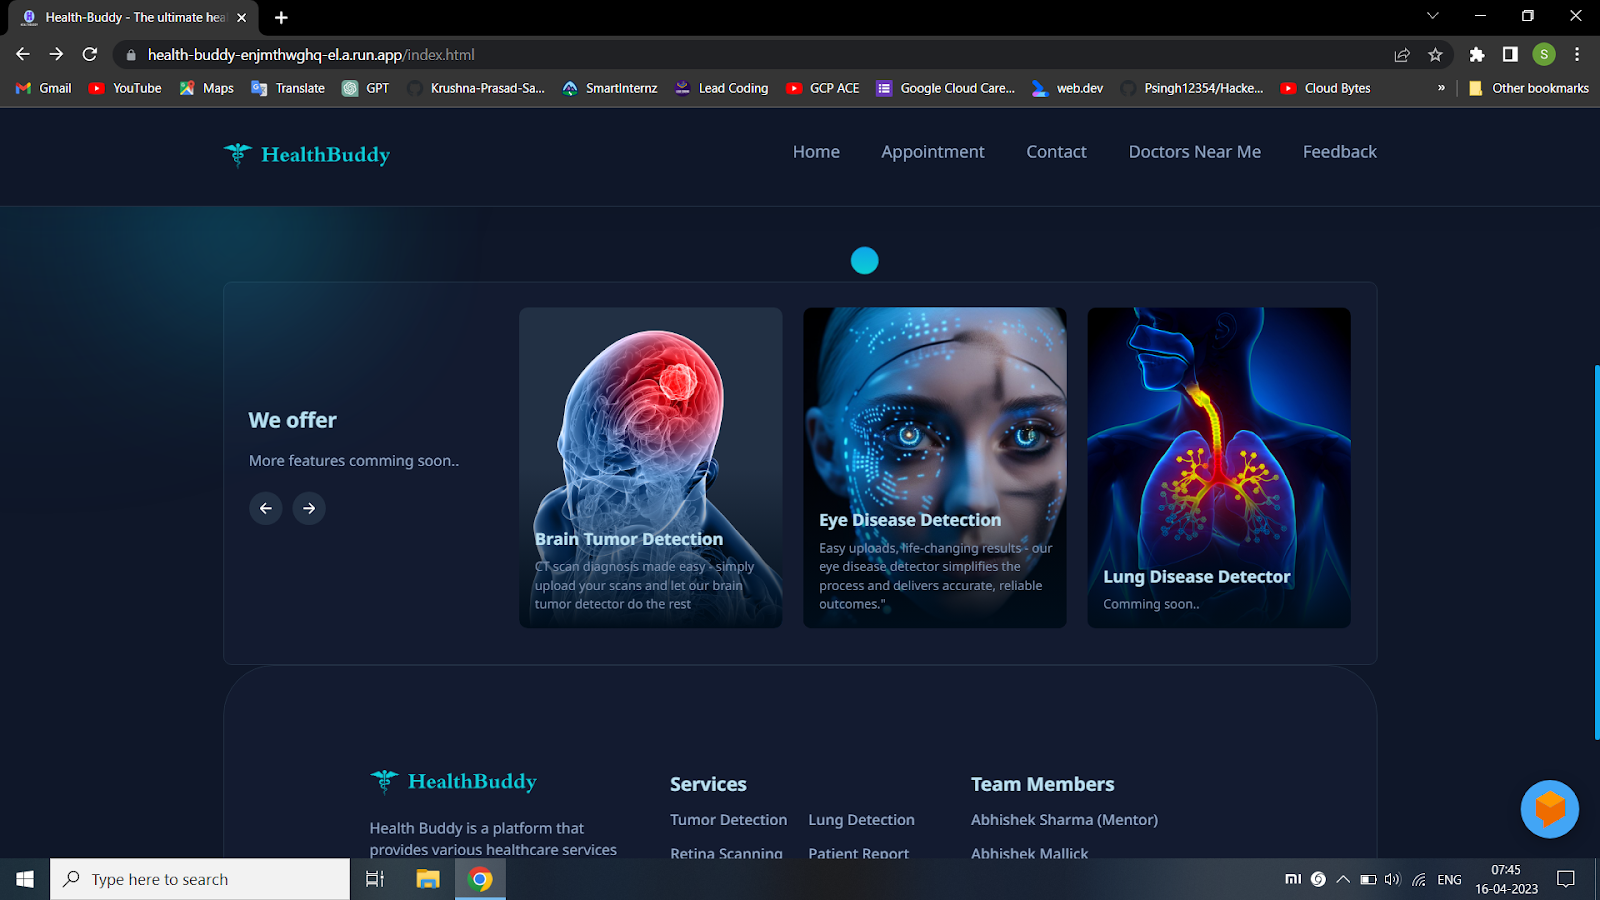 Health-Buddy - The ultimate hea
health-buddy-enjmthwghq-el.a.run.app/index.html
S
Gmail YouTube Maps Translate GPT Krushna-Prasad-Sa... SmartInternz Lead Coding GCP ACE Google Cloud Care... web.dev Psingh12354/Hacke... Cloud Bytes » Other bookmarks
HealthBuddy
Home Appointment Contact Doctors Near Me Feedback
We offer
More features comming soon..
Brain Tumor Detection
CT scan diagnosis made easy - simply
upload your scans and let our brain
tumor detector do the rest
Eye Disease Detection
Easy uploads, life-changing results - our
eye disease detector simplifies the
process and delivers accurate, reliable
outcomes."
Lung Disease Detector
Comming soon..
HealthBuddy
Health Buddy is a platform that
provides various healthcare services
Services
Tumor Detection Lung Detection
Retina Scanning Patient Report
Team Members
Abhishek Sharma (Mentor)
Abhishek Mallick
Type here to search
mi
ENG
07:45
16-04-2023